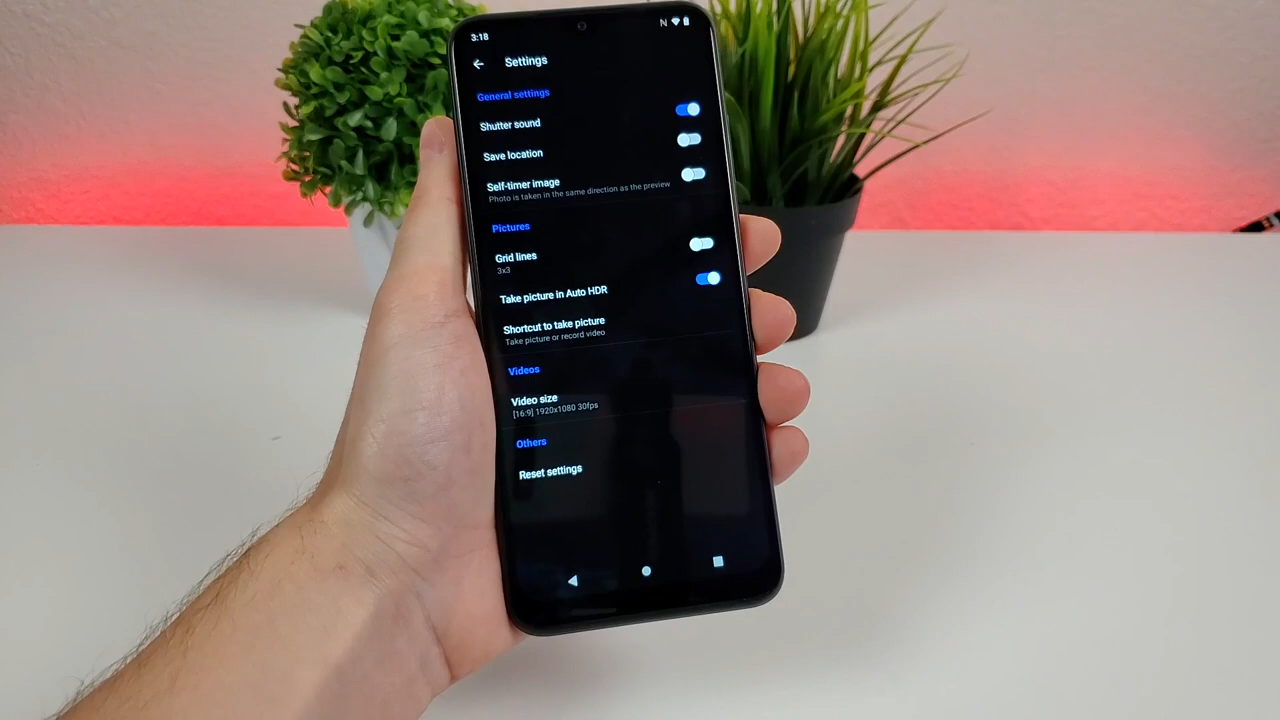 3:18
Settings
General settings
Shutter sound
Save location
Self-timer image
Photo is taken in the same direction as the preview
Pictures
Grid lines
3x3
Take picture in Auto HDR
Shortcut to take picture
Take picture or record video
Videos
Video size
[16:9] 1920x1080 30fps
Others
Reset settings